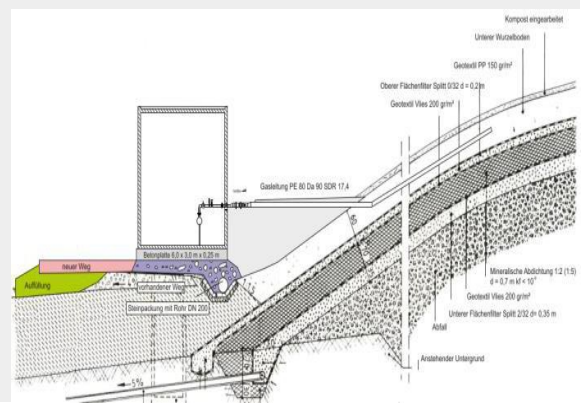 Kompost eingearbeitet
Unterer Wurzelboden
Geotextil PP 150 gr/m²
Oberer Flächenfilter Splitt 0/32 d = 0,2 m
Geotextil Vlies 200 gr/m²
Gasleitung PE 80 Da 90 SDR 17,4
Betonplatte 6,0 x 3,0 m x 0,25 m
neuer Weg
Auffüllung
vorhandener Weg
Steinpackung mit Rohr DN 200
60
Mineralische Abdichtung 1:2 (1:5)
d = 0,7 m kf < 10
Geotextil Vlies 200 gr/m²
Unterer Flächenfilter Splitt 2/32 d= 0,35 m
Abfall
Anstehender Untergrund
5 %